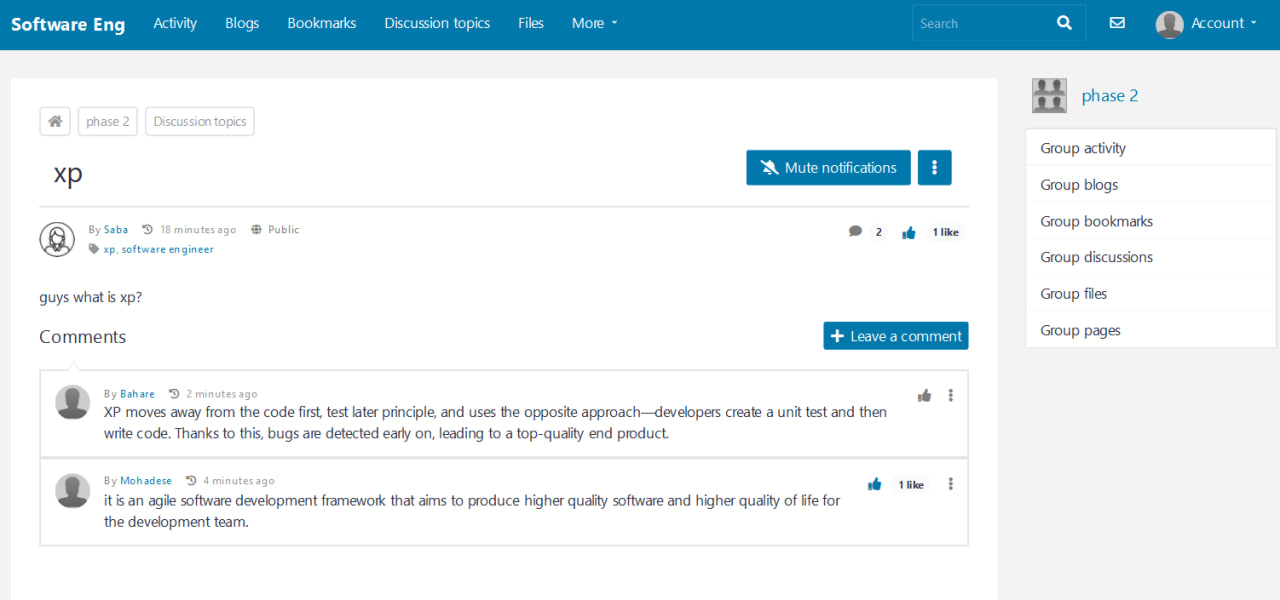 Software Eng Activity Blogs Bookmarks Discussion topics Files More Search Account
phase 2 Discussion topics
xp
Mute notifications
By Saba 18 minutes ago Public
2 1 like
xp, software engineer
guys what is xp?
Comments
Leave a comment
By Bahare 2 minutes ago
XP moves away from the code first, test later principle, and uses the opposite approach—developers create a unit test and then
write code. Thanks to this, bugs are detected early on, leading to a top-quality end product.
By Mohadese 4 minutes ago
1 like
it is an agile software development framework that aims to produce higher quality software and higher quality of life for
the development team.
phase 2
Group activity
Group blogs
Group bookmarks
Group discussions
Group files
Group pages